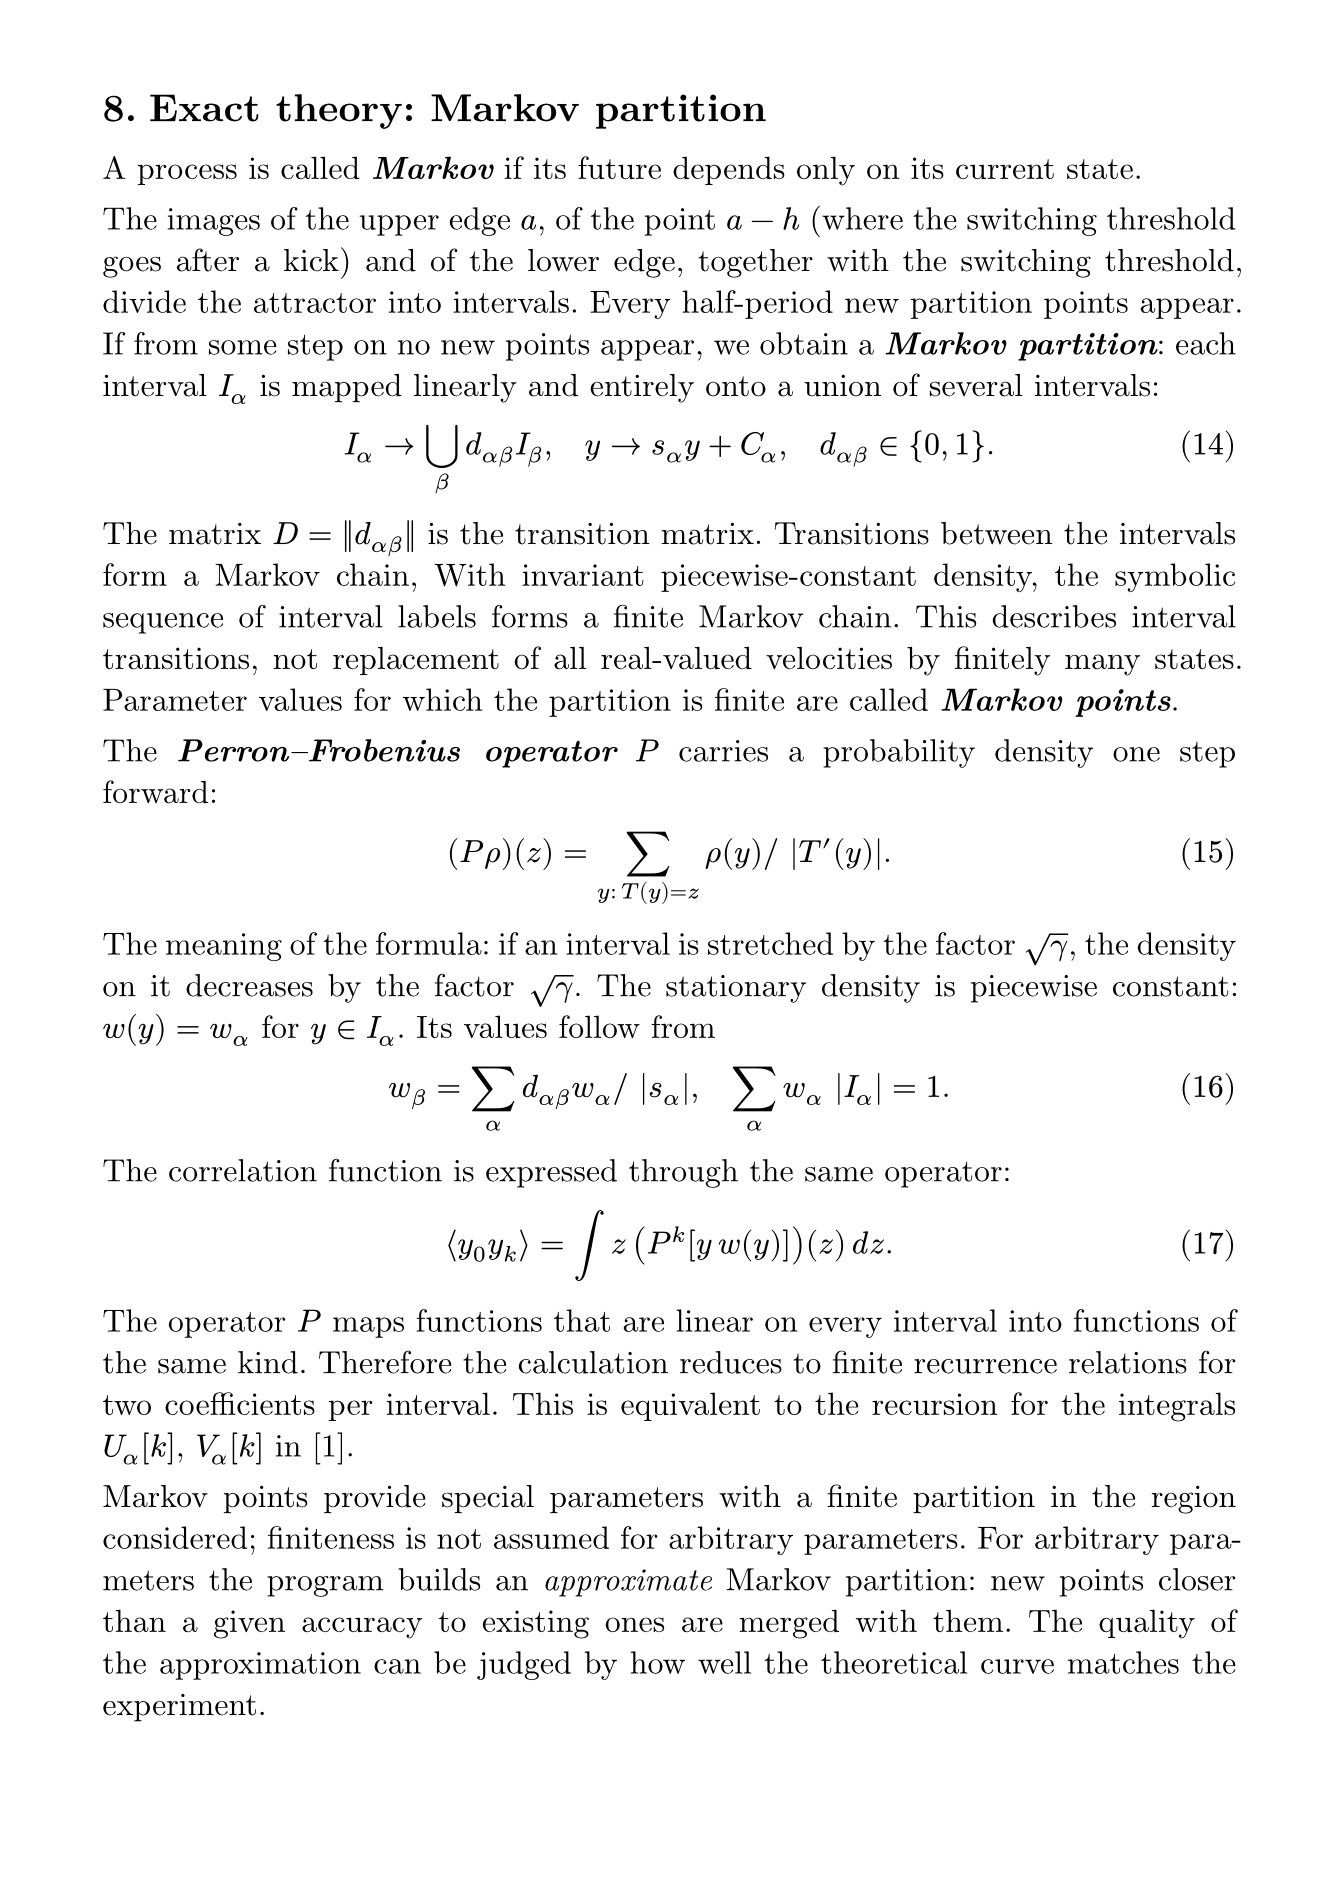 8. Exact theory: Markov partition
A process is called Markov if its future depends only on its current state.
The images of the upper edge a, of the point a − h (where the switching threshold
goes after a kick) and of the lower edge, together with the switching threshold,
divide the attractor into intervals. Every half-period new partition points appear.
If from some step on no new points appear, we obtain a Markov partition: each
interval I_α is mapped linearly and entirely onto a union of several intervals:
I_α → ⋃_β d_αβ I_β, y → s_α y + C_α, d_αβ ∈ {0, 1}. (14)
The matrix D = ‖d_αβ‖ is the transition matrix. Transitions between the intervals
form a Markov chain, With invariant piecewise-constant density, the symbolic
sequence of interval labels forms a finite Markov chain. This describes interval
transitions, not replacement of all real-valued velocities by finitely many states.
Parameter values for which the partition is finite are called Markov points.
The Perron–Frobenius operator P carries a probability density one step
forward:
(Pρ)(z) = ∑_{y: T(y)=z} ρ(y)/ |T′(y)|. (15)
The meaning of the formula: if an interval is stretched by the factor √γ, the density
on it decreases by the factor √γ. The stationary density is piecewise constant:
w(y) = w_α for y ∈ I_α. Its values follow from
w_β = ∑_α d_αβ w_α/ |s_α|, ∑_α w_α |I_α| = 1. (16)
The correlation function is expressed through the same operator:
⟨y_0 y_k⟩ = ∫ z (P^k[y w(y)])(z) dz. (17)
The operator P maps functions that are linear on every interval into functions of
the same kind. Therefore the calculation reduces to finite recurrence relations for
two coefficients per interval. This is equivalent to the recursion for the integrals
U_α[k], V_α[k] in [1].
Markov points provide special parameters with a finite partition in the region
considered; finiteness is not assumed for arbitrary parameters. For arbitrary para-
meters the program builds an approximate Markov partition: new points closer
than a given accuracy to existing ones are merged with them. The quality of
the approximation can be judged by how well the theoretical curve matches the
experiment.